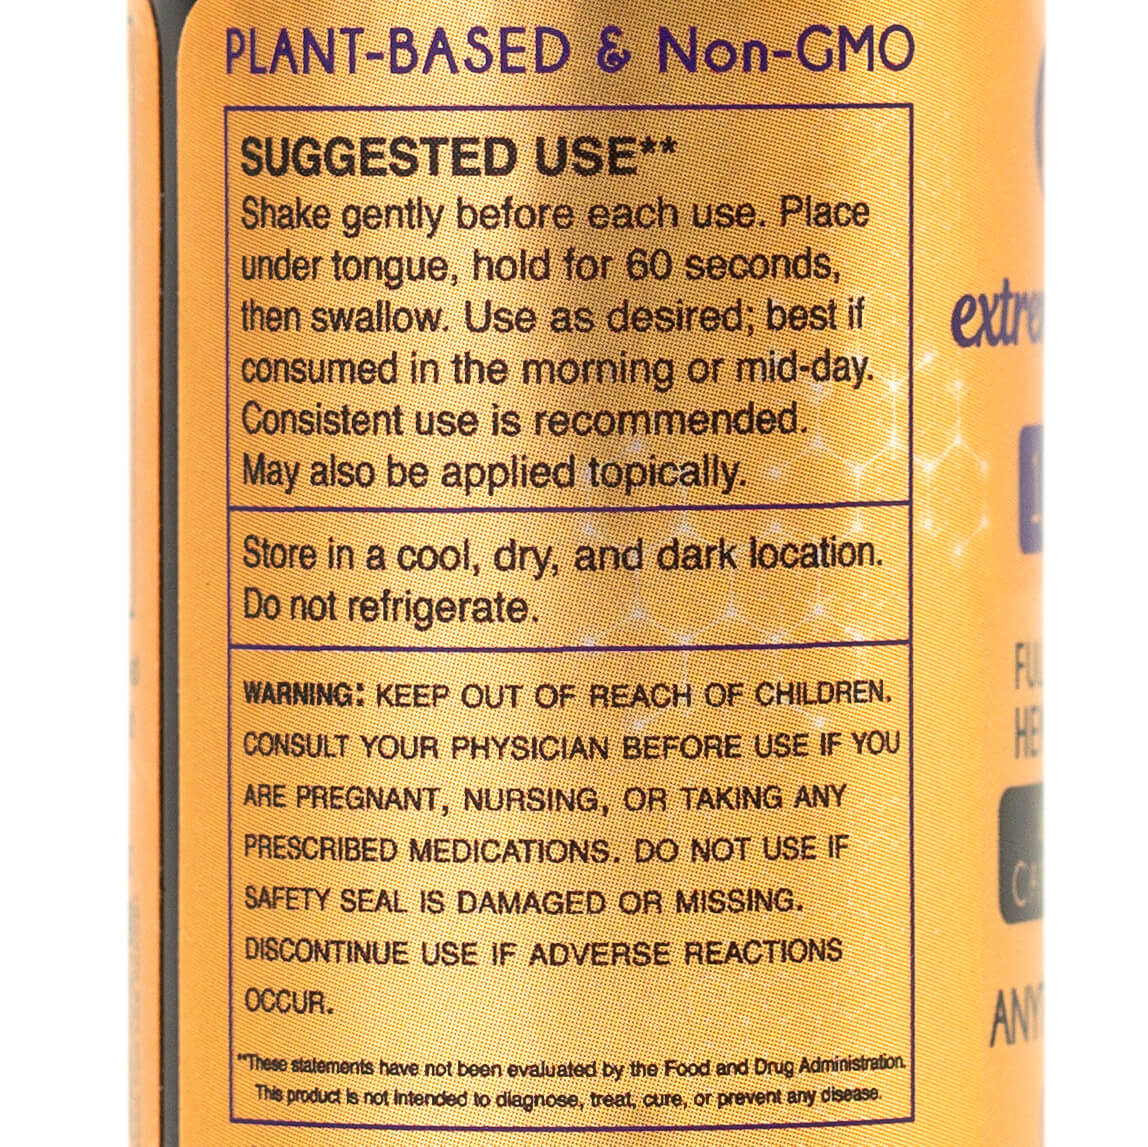 PLANT-BASED & Non-GMO
SUGGESTED USE**
Shake gently before each use. Place
under tongue, hold for 60 seconds,
then swallow. Use as desired; best if
consumed in the morning or mid-day.
Consistent use is recommended.
May also be applied topically.
Store in a cool, dry, and dark location.
Do not refrigerate.
WARNING: KEEP OUT OF REACH OF CHILDREN.
CONSULT YOUR PHYSICIAN BEFORE USE IF YOU
ARE PREGNANT, NURSING, OR TAKING ANY
PRESCRIBED MEDICATIONS. DO NOT USE IF
SAFETY SEAL IS DAMAGED OR MISSING.
DISCONTINUE USE IF ADVERSE REACTIONS
OCCUR.
**These statements have not been evaluated by the Food and Drug Administration.
This product is not intended to diagnose, treat, cure, or prevent any disease.